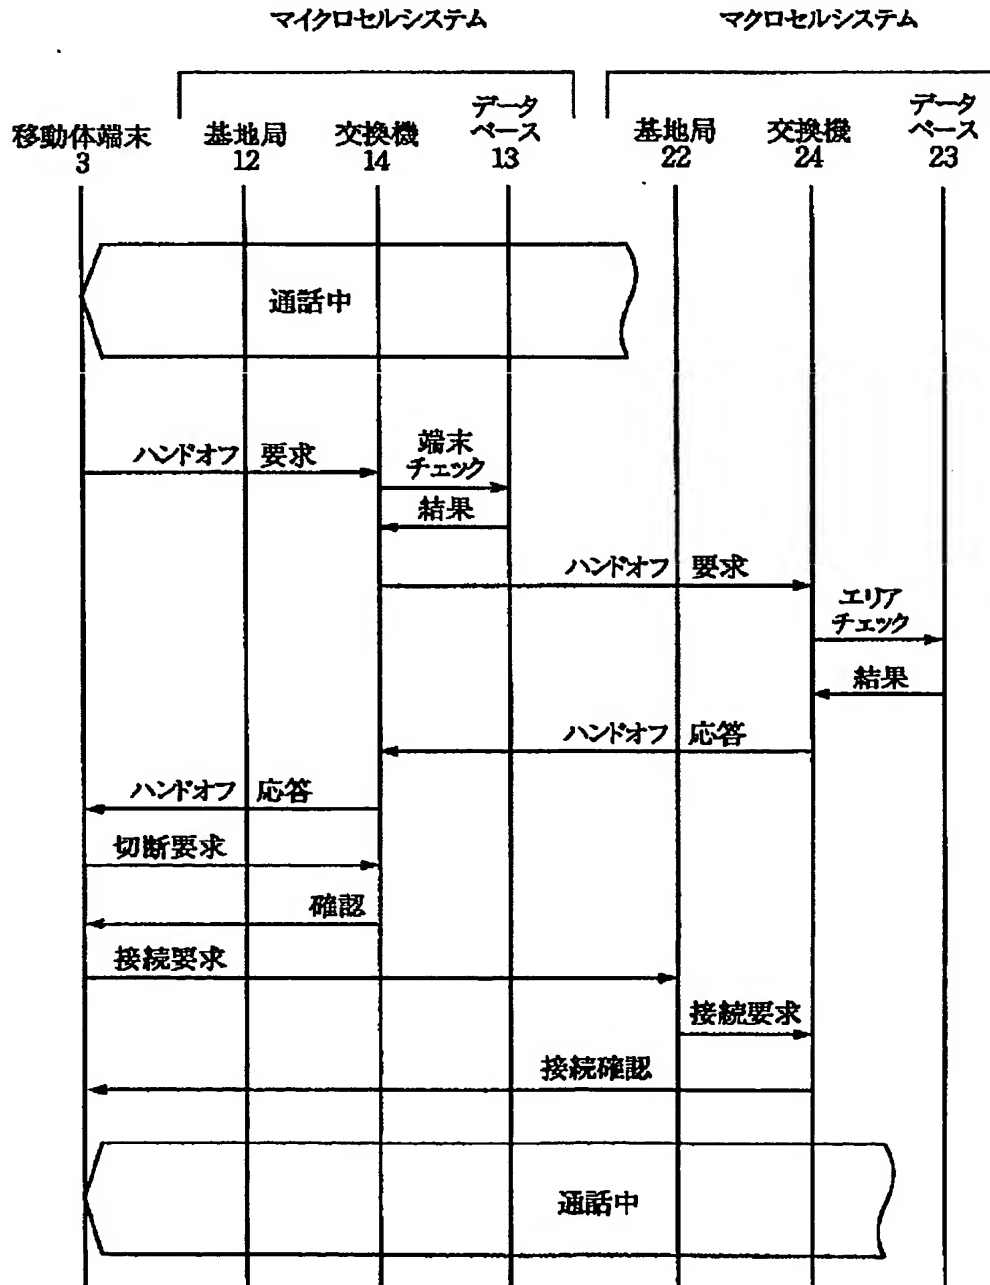 マイクロセルシステム
マクロセルシステム
移動体端末
3
基地局
12
交換機
14
データ
ベース
13
基地局
22
交換機
24
データ
ベース
23
通話中
ハンドオフ 要求
端末
チェック
結果
ハンドオフ 要求
エリア
チェック
結果
ハンドオフ 応答
ハンドオフ 応答
切断要求
確認
接続要求
接続要求
接続確認
通話中